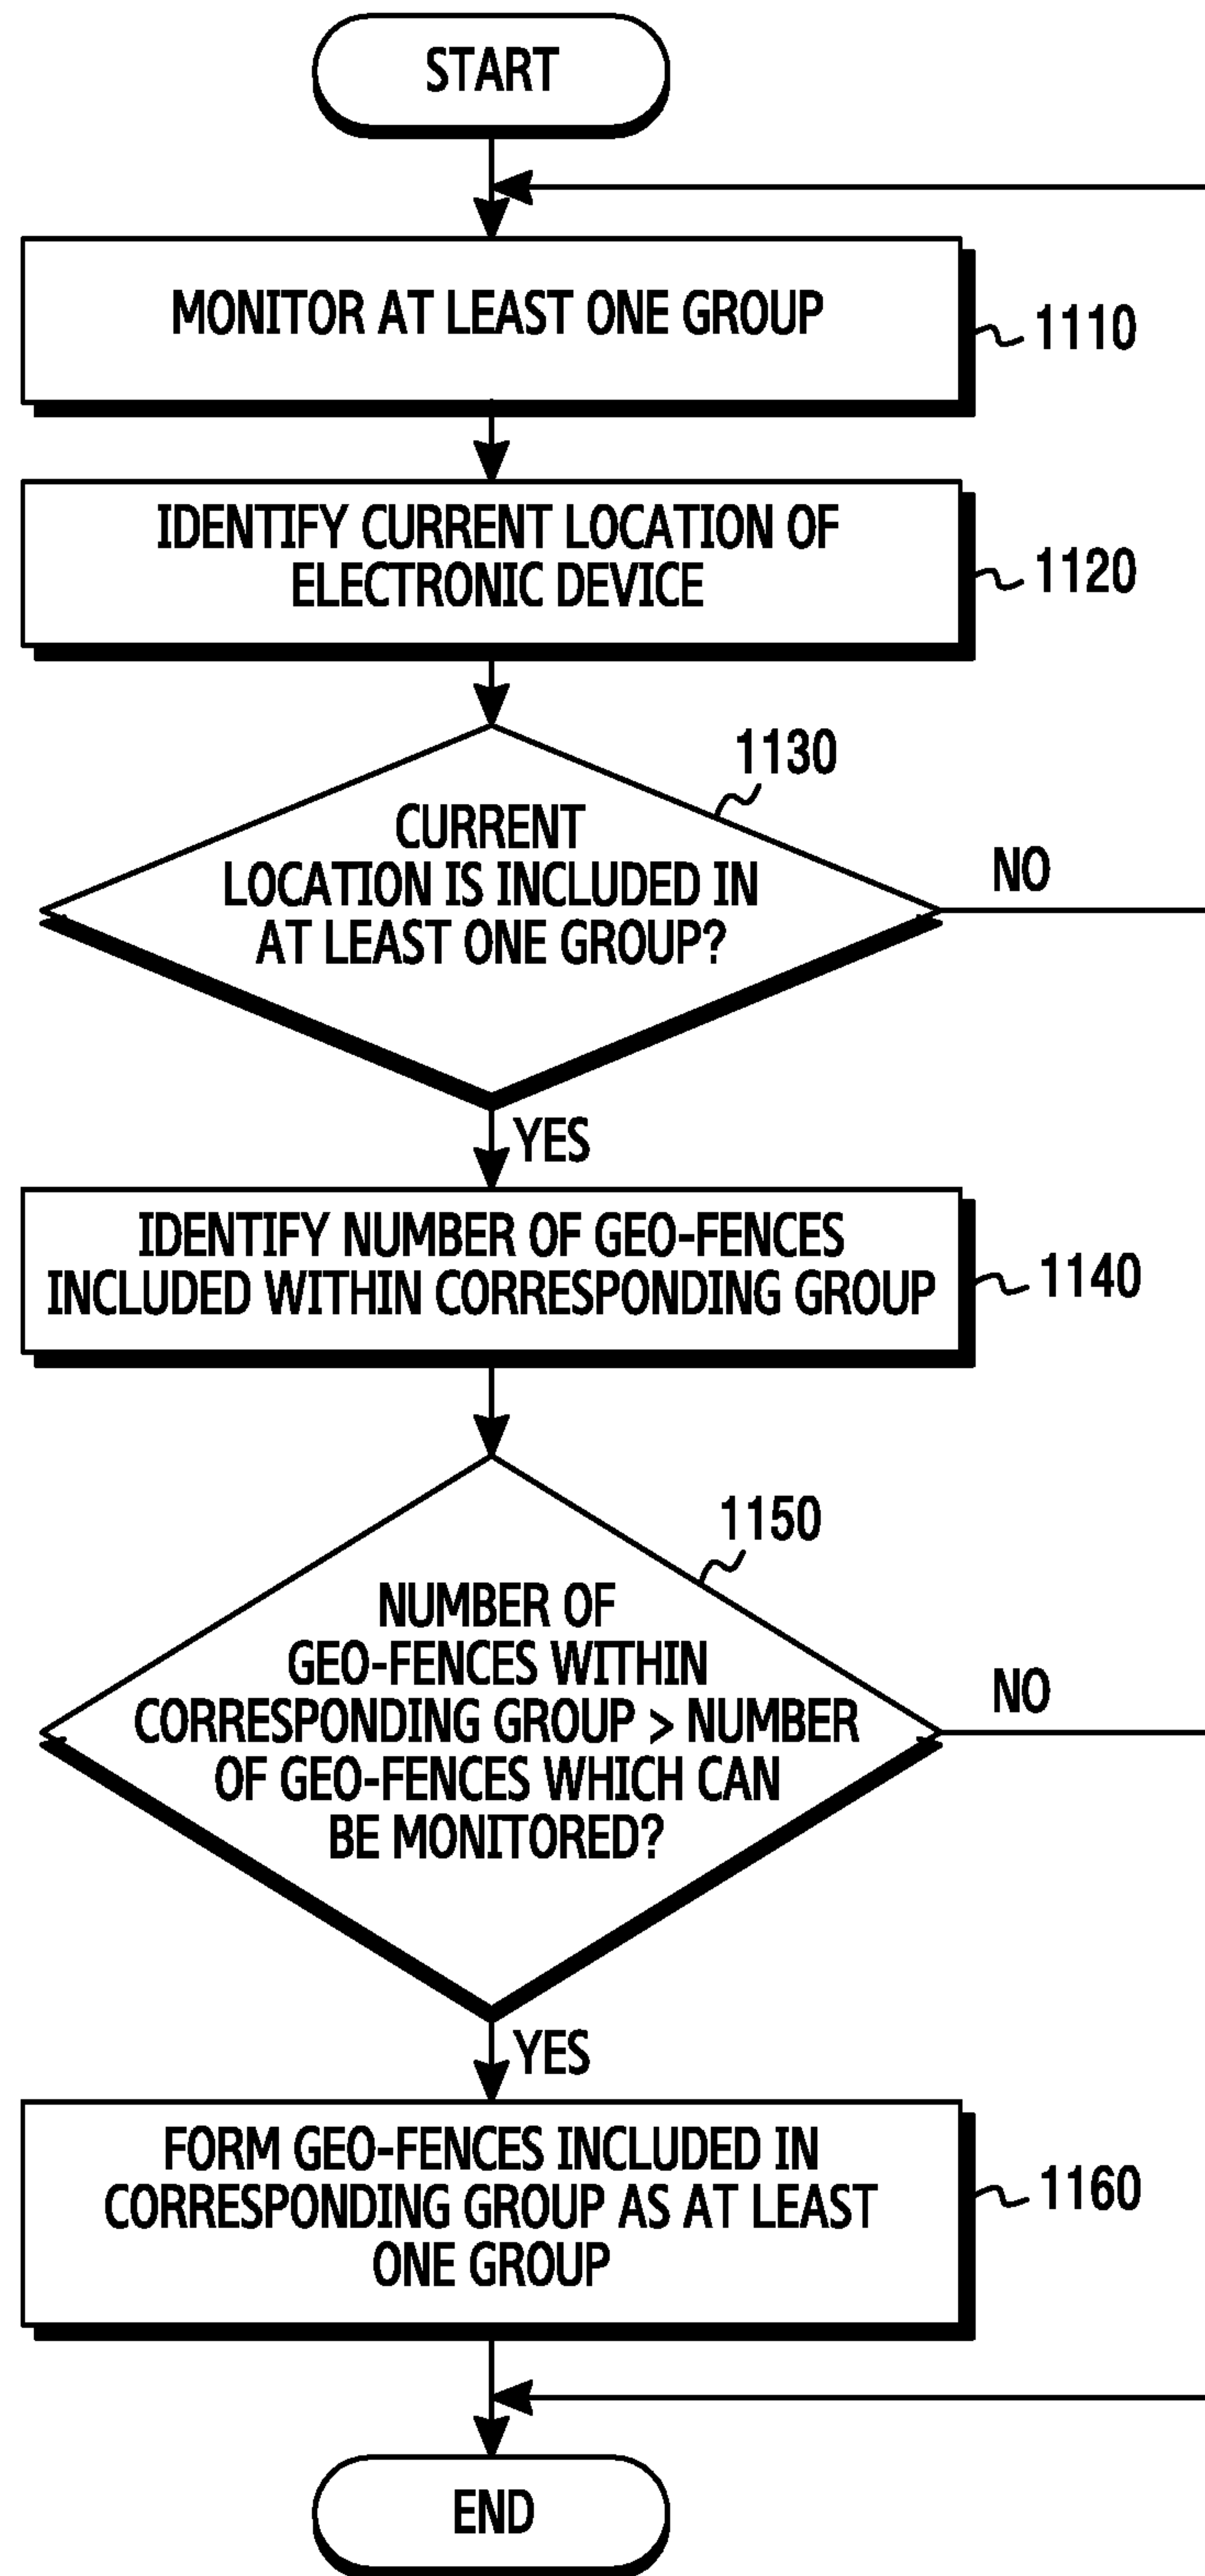 START
MONITOR AT LEAST ONE GROUP
1110
IDENTIFY CURRENT LOCATION OF
ELECTRONIC DEVICE
1120
1130
CURRENT
LOCATION IS INCLUDED IN
AT LEAST ONE GROUP?
NO
YES
IDENTIFY NUMBER OF GEO-FENCES
INCLUDED WITHIN CORRESPONDING GROUP
1140
1150
NUMBER OF
GEO-FENCES WITHIN
CORRESPONDING GROUP > NUMBER
OF GEO-FENCES WHICH CAN
BE MONITORED?
NO
YES
FORM GEO-FENCES INCLUDED IN
CORRESPONDING GROUP AS AT LEAST
ONE GROUP
1160
END